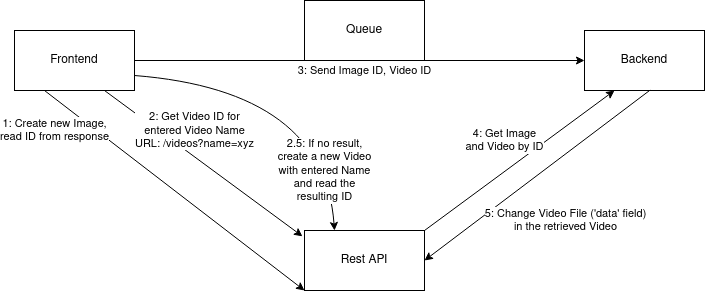 Queue
Frontend
Backend
3: Send Image ID, Video ID
1: Create new Image,
read ID from response
2: Get Video ID for
entered Video Name
URL: /videos?name=xyz
2.5: If no result,
create a new Video
with entered Name
and read the
resulting ID
4: Get Image
and Video by ID
5: Change Video File ('data' field)
in the retrieved Video
Rest API